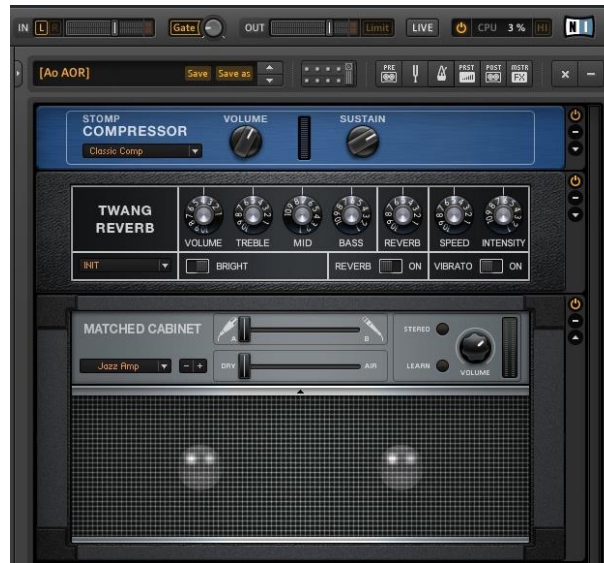 IN L R Gate OUT Limit LIVE CPU 3 % HI NI
[Ao AOR] Save Save as PRE PRST POST INSTR FX × −
STOMP
COMPRESSOR
Classic Comp
VOLUME
SUSTAIN
TWANG
REVERB
VOLUME TREBLE MID BASS REVERB SPEED INTENSITY
INIT BRIGHT REVERB ON VIBRATO ON
MATCHED CABINET
A B
STEREO
Jazz Amp − + DRY AIR LEARN VOLUME